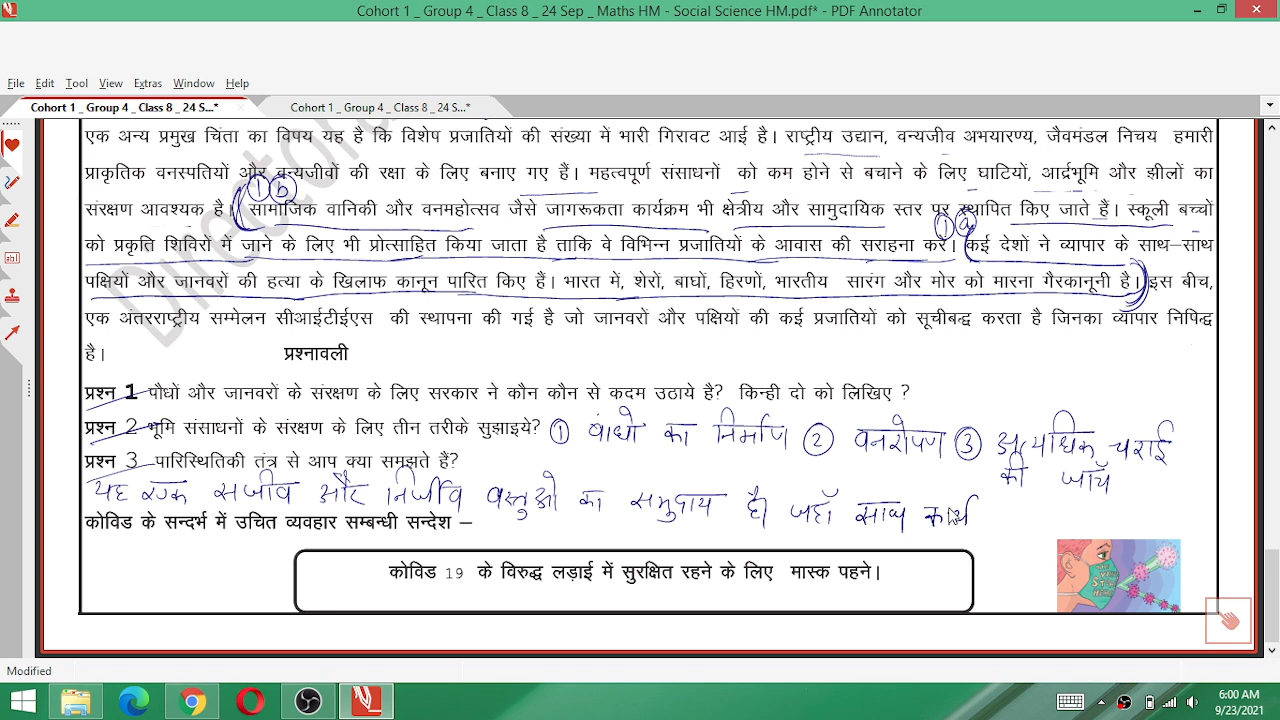 Cohort 1 _ Group 4 _ Class 8 _ 24 Sep _ Maths HM - Social Science HM.pdf* - PDF Annotator
File Edit Tool View Extras Window Help
Cohort 1 _ Group 4 _ Class 8 _ 24 S...* Cohort 1 _ Group 4 _ Class 8 _ 24 S...*
एक अन्य प्रमुख चिंता का विषय यह है कि विशेष प्रजातियों की संख्या में भारी गिरावट आई है। राष्ट्रीय उद्यान, वन्यजीव अभयारण्य, जैवमंडल निचय हमारी
प्राकृतिक वनस्पतियों और वन्यजीवों की रक्षा के लिए बनाए गए हैं। महत्वपूर्ण संसाधनों को कम होने से बचाने के लिए घाटियों, आर्द्रभूमि और झीलों का
① ⓑ
संरक्षण आवश्यक है। सामाजिक वानिकी और वनमहोत्सव जैसे जागरूकता कार्यक्रम भी क्षेत्रीय और सामुदायिक स्तर पर स्थापित किए जाते हैं। स्कूली बच्चों
① ⓐ
को प्रकृति शिविरों में जाने के लिए भी प्रोत्साहित किया जाता है ताकि वे विभिन्न प्रजातियों के आवास की सराहना करें। कई देशों ने व्यापार के साथ–साथ
पक्षियों और जानवरों की हत्या के खिलाफ कानून पारित किए हैं। भारत में, शेरों, बाघों, हिरणों, भारतीय सारंग और मोर को मारना गैरकानूनी है। इस बीच,
एक अंतरराष्ट्रीय सम्मेलन सीआईटीईएस की स्थापना की गई है जो जानवरों और पक्षियों की कई प्रजातियों को सूचीबद्ध करता है जिनका व्यापार निषिद्ध
है। प्रश्नावली
प्रश्न 1 पौधों और जानवरों के संरक्षण के लिए सरकार ने कौन कौन से कदम उठाये है? किन्ही दो को लिखिए ?
प्रश्न 2 भूमि संसाधनों के संरक्षण के लिए तीन तरीके सुझाइये? ① बांधो का निर्माण ② वनरोपण ③ अत्यधिक चराई
की जाँच
प्रश्न 3 पारिस्थितिकी तंत्र से आप क्या समझते हैं?
यह एक सजीव और निर्जीव वस्तुओ का समुदाय है। जहाँ साथ कार्य
कोविड के सन्दर्भ में उचित व्यवहार सम्बन्धी सन्देश –
कोविड 19 के विरुद्ध लड़ाई में सुरक्षित रहने के लिए मास्क पहने।
Modified
6:00 AM
9/23/2021